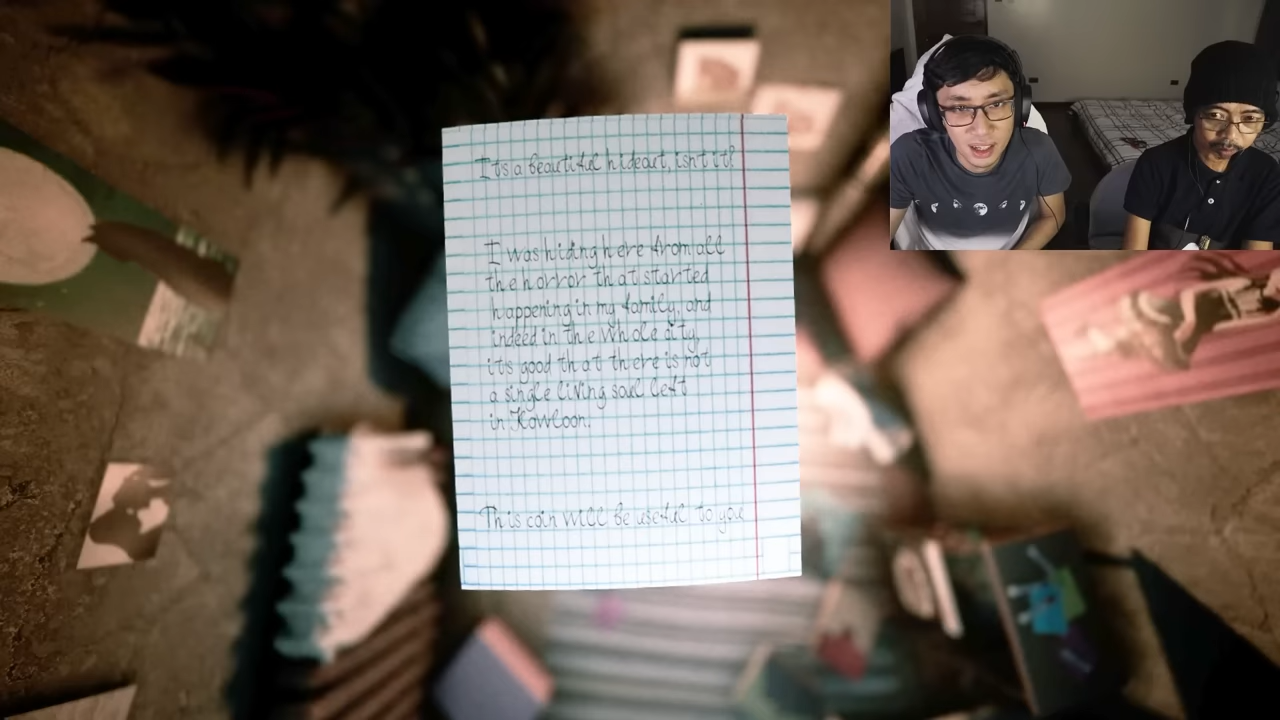 It's a beautiful hideout, isn't it?
I was hiding here from all
the horror that started
happening in my family, and
indeed in the whole city,
it's good that there is not
a single living soul left
in Kowloon.
This coin will be useful to you